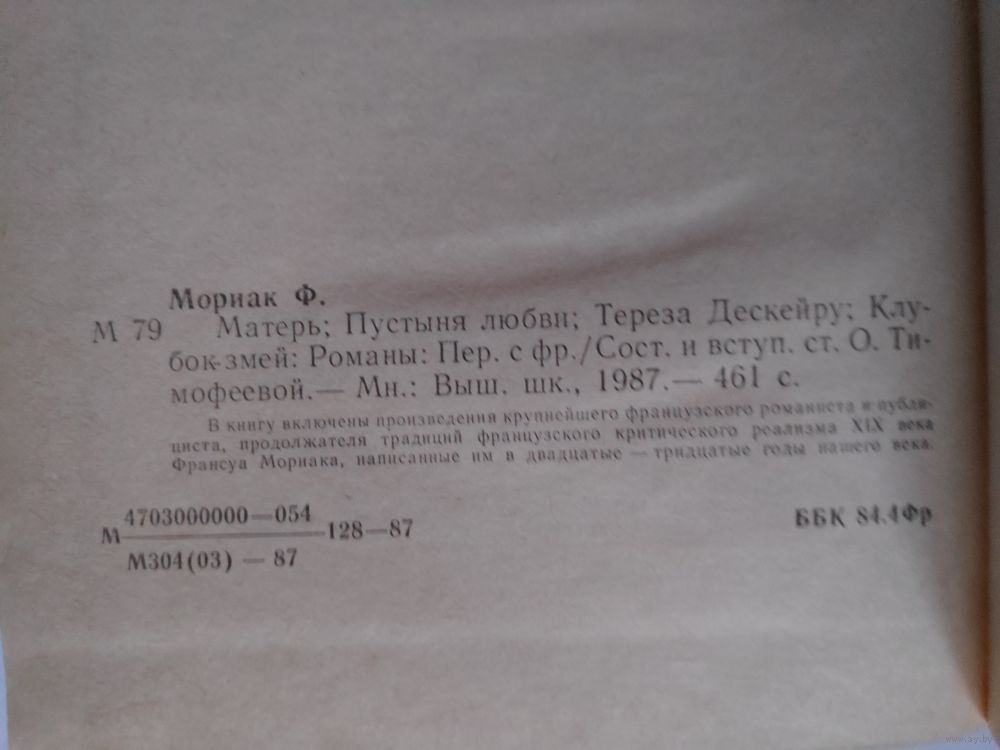 Мориак Ф.
М 79 Матерь; Пустыня любви; Тереза Дескейру; Клу-
бок-змей: Романы: Пер. с фр./Сост. и вступ. ст. О. Ти-
мофеевой.— Мн.: Выш. шк., 1987.— 461 с.
В книгу включены произведения крупнейшего французского романиста и публи-
циста, продолжателя традиций французского критического реализма XIX века
Франсуа Мориака, написанные им в двадцатые — тридцатые годы нашего века.
4703000000—054
М 128—87
М304(03) — 87
ББК 84.4Фр
www.ay.by